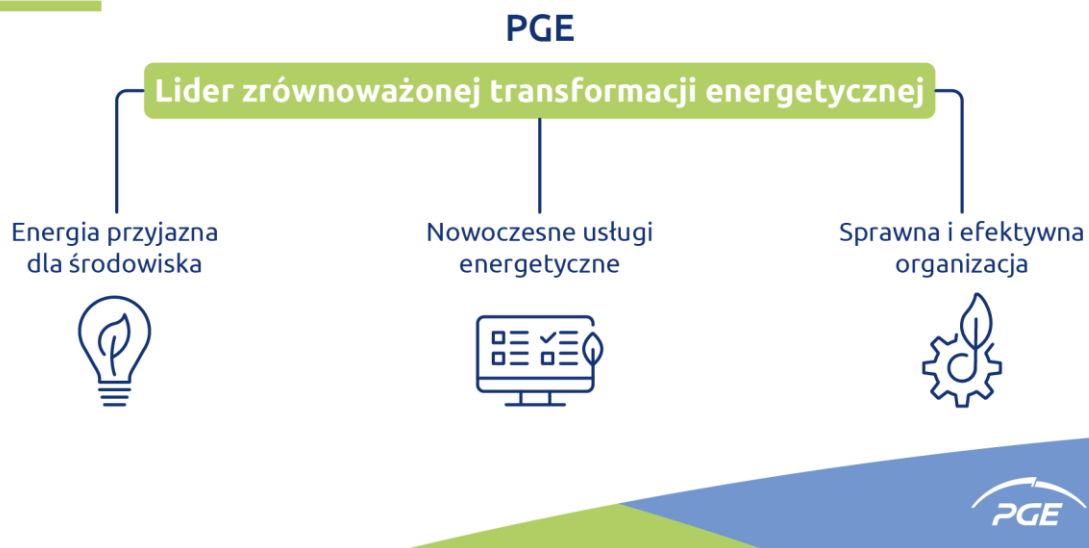 PGE
Lider zrównoważonej transformacji energetycznej
Energia przyjazna
dla środowiska
Nowoczesne usługi
energetyczne
Sprawna i efektywna
organizacja
PGE